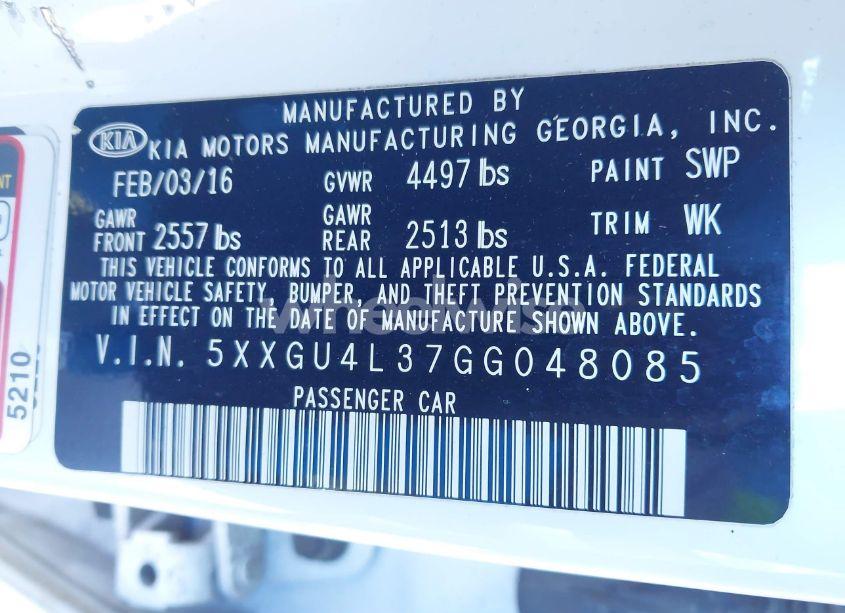 MANUFACTURED BY
KIA KIA MOTORS MANUFACTURING GEORGIA, INC.
FEB/03/16 GVWR 4497 lbs PAINT SWP
GAWR FRONT 2557 lbs GAWR REAR 2513 lbs TRIM WK
THIS VEHICLE CONFORMS TO ALL APPLICABLE U.S.A. FEDERAL
MOTOR VEHICLE SAFETY, BUMPER, AND THEFT PREVENTION STANDARDS
IN EFFECT ON THE DATE OF MANUFACTURE SHOWN ABOVE.
V.I.N. 5XXGU4L37GG048085
PASSENGER CAR
5210